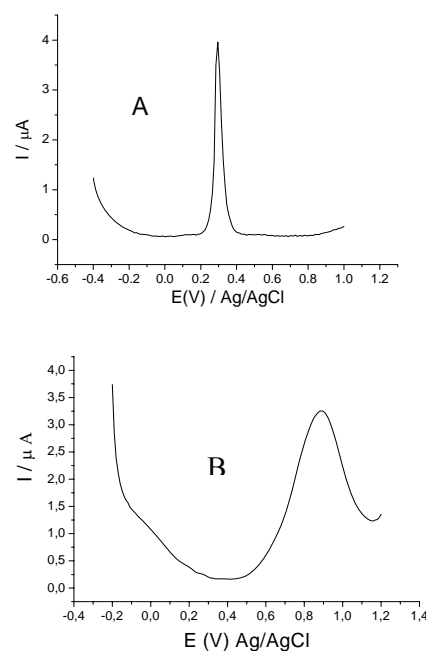 4
A
3
I / μA
2
1
0
-0.6 -0.4 -0.2 0.0 0.2 0.4 0.6 0.8 1.0 1.2
E(V) / Ag/AgCl
4,0
3,5
3,0
2,5
B
I / μ A
2,0
1,5
1,0
0,5
0,0
-0,2 0,0 0,2 0,4 0,6 0,8 1,0 1,2 1,4
E (V) Ag/AgCl